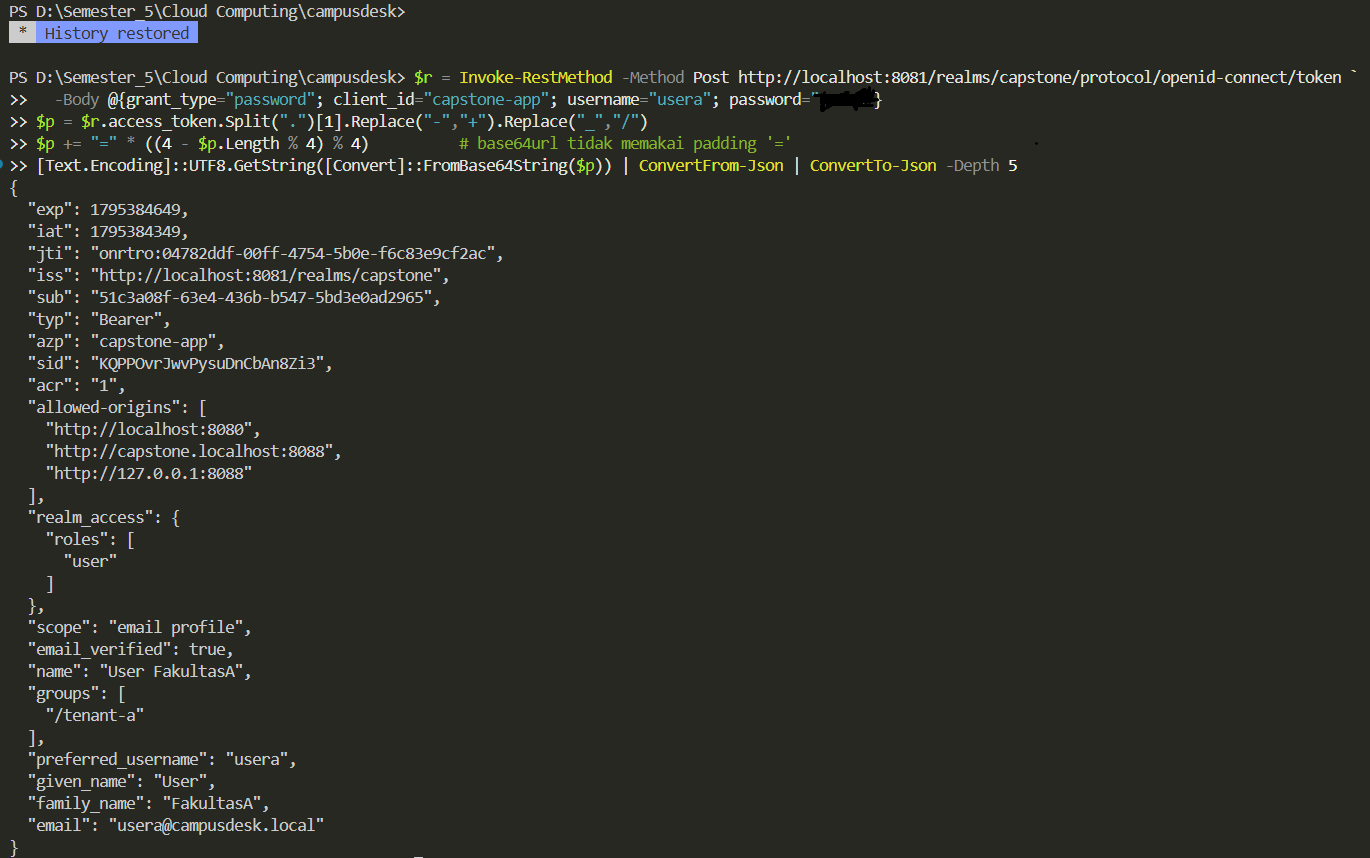 PS D:\Semester_5\Cloud Computing\campusdesk>
* History restored
PS D:\Semester_5\Cloud Computing\campusdesk> $r = Invoke-RestMethod -Method Post http://localhost:8081/realms/capstone/protocol/openid-connect/token `
>>   -Body @{grant_type="password"; client_id="capstone-app"; username="usera"; password="}
>> $p = $r.access_token.Split(".")[1].Replace("-","+").Replace("_","/")
>> $p += "=" * ((4 - $p.Length % 4) % 4)          # base64url tidak memakai padding '='
>> [Text.Encoding]::UTF8.GetString([Convert]::FromBase64String($p)) | ConvertFrom-Json | ConvertTo-Json -Depth 5
{
  "exp": 1795384649,
  "iat": 1795384349,
  "jti": "onrtro:04782ddf-00ff-4754-5b0e-f6c83e9cf2ac",
  "iss": "http://localhost:8081/realms/capstone",
  "sub": "51c3a08f-63e4-436b-b547-5bd3e0ad2965",
  "typ": "Bearer",
  "azp": "capstone-app",
  "sid": "KQPPOvrJwvPysuDnCbAn8Zi3",
  "acr": "1",
  "allowed-origins": [
    "http://localhost:8080",
    "http://capstone.localhost:8088",
    "http://127.0.0.1:8088"
  ],
  "realm_access": {
    "roles": [
      "user"
    ]
  },
  "scope": "email profile",
  "email_verified": true,
  "name": "User FakultasA",
  "groups": [
    "/tenant-a"
  ],
  "preferred_username": "usera",
  "given_name": "User",
  "family_name": "FakultasA",
  "email": "usera@campusdesk.local"
}